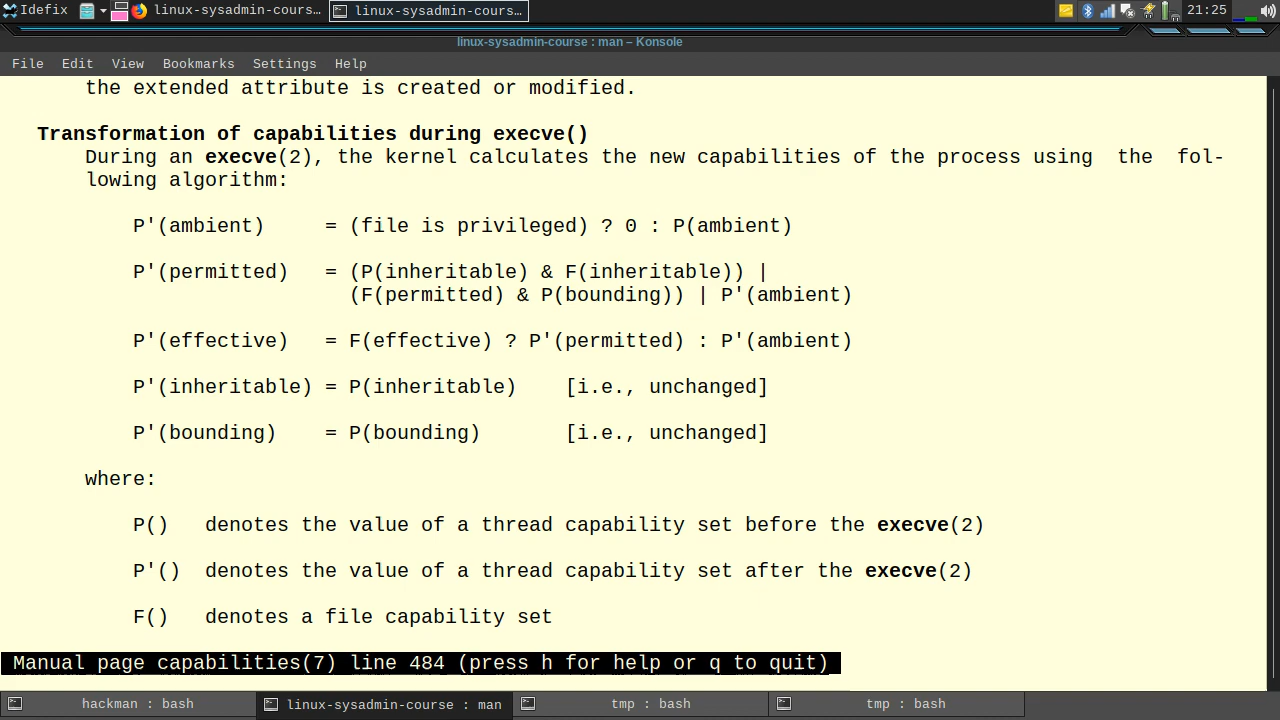 Idefix
linux-sysadmin-cours…
linux-sysadmin-cours…
21:25
linux-sysadmin-course : man – Konsole
File Edit View Bookmarks Settings Help
the extended attribute is created or modified.
Transformation of capabilities during execve()
During an execve(2), the kernel calculates the new capabilities of the process using  the  fol-
lowing algorithm:
P'(ambient)     = (file is privileged) ? 0 : P(ambient)
P'(permitted)   = (P(inheritable) & F(inheritable)) |
(F(permitted) & P(bounding)) | P'(ambient)
P'(effective)   = F(effective) ? P'(permitted) : P'(ambient)
P'(inheritable) = P(inheritable)    [i.e., unchanged]
P'(bounding)    = P(bounding)       [i.e., unchanged]
where:
P()   denotes the value of a thread capability set before the execve(2)
P'()  denotes the value of a thread capability set after the execve(2)
F()   denotes a file capability set
Manual page capabilities(7) line 484 (press h for help or q to quit)
hackman : bash
linux-sysadmin-course : man
tmp : bash
tmp : bash